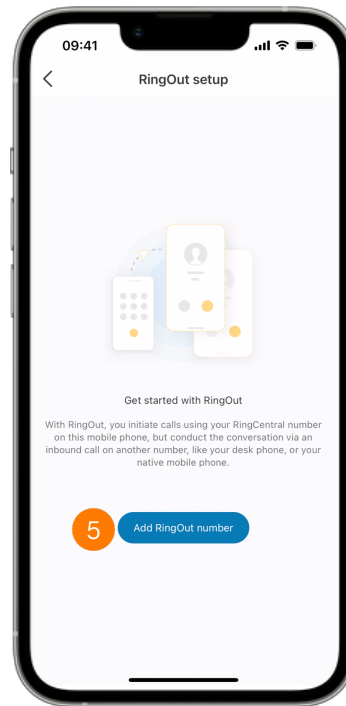 09:41
RingOut setup
Get started with RingOut
With RingOut, you initiate calls using your RingCentral number
on this mobile phone, but conduct the conversation via an
inbound call on another number, like your desk phone, or your
native mobile phone.
5
Add RingOut number